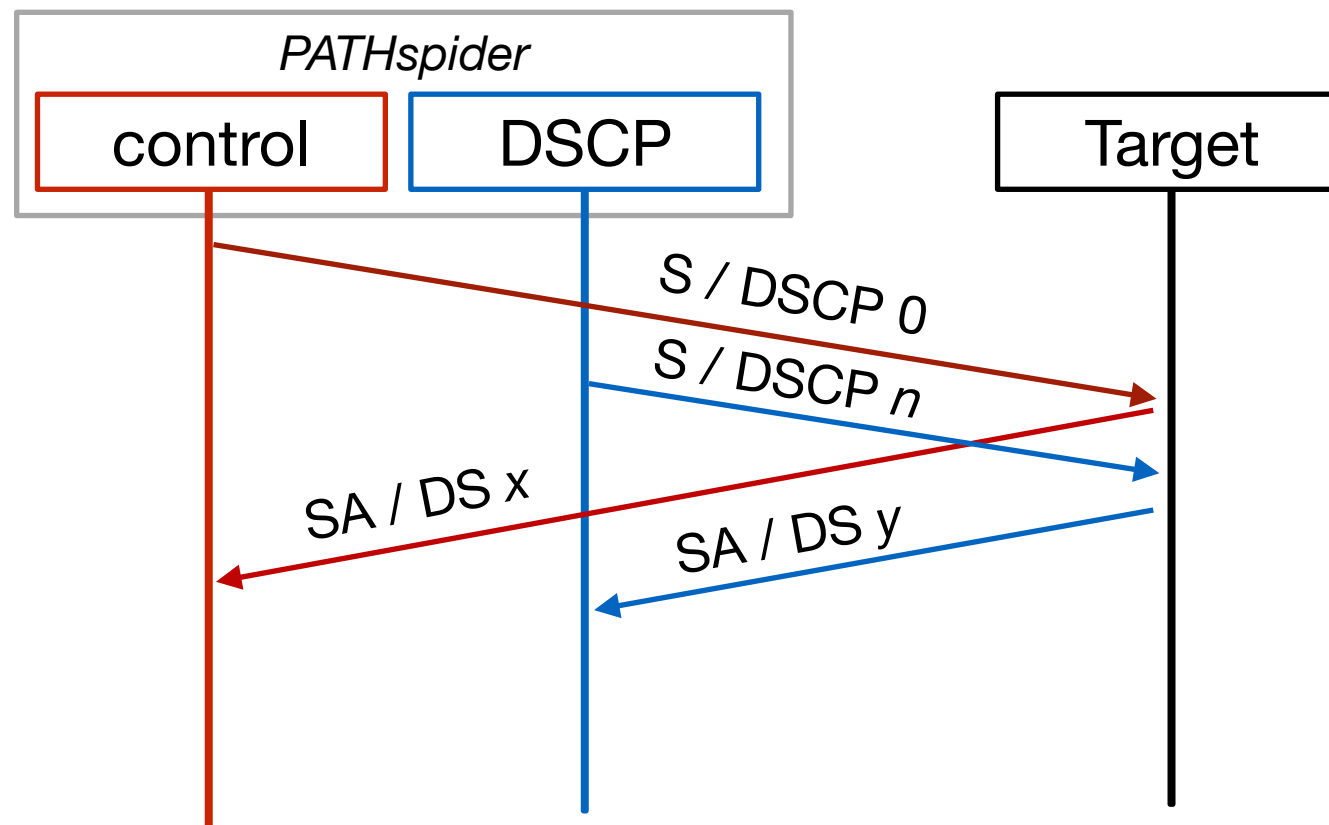 PATHspider
control
DSCP
Target
S / DSCP 0
S / DSCP n
SA / DS x
SA / DS y